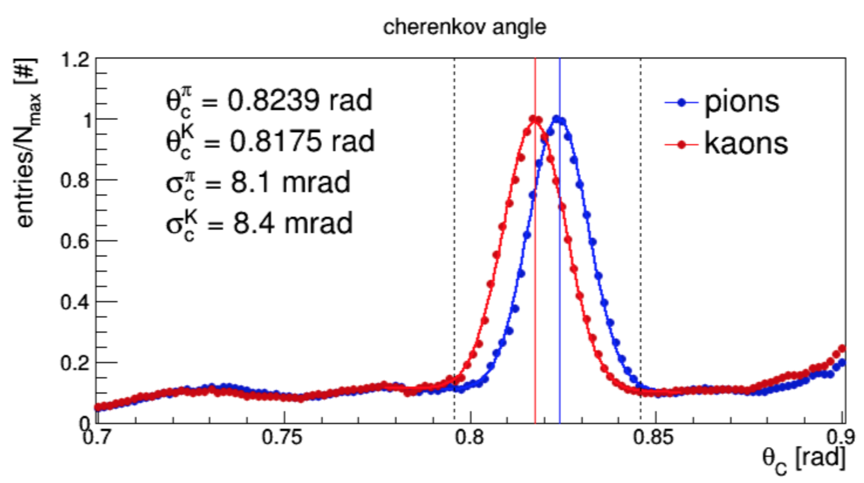 cherenkov angle
entries/N_max [#]
1.2
1
0.8
0.6
0.4
0.2
0
θ_c^π = 0.8239 rad
θ_c^K = 0.8175 rad
σ_c^π = 8.1 mrad
σ_c^K = 8.4 mrad
pions
kaons
0.7
0.75
0.8
0.85
0.9
θ_C [rad]